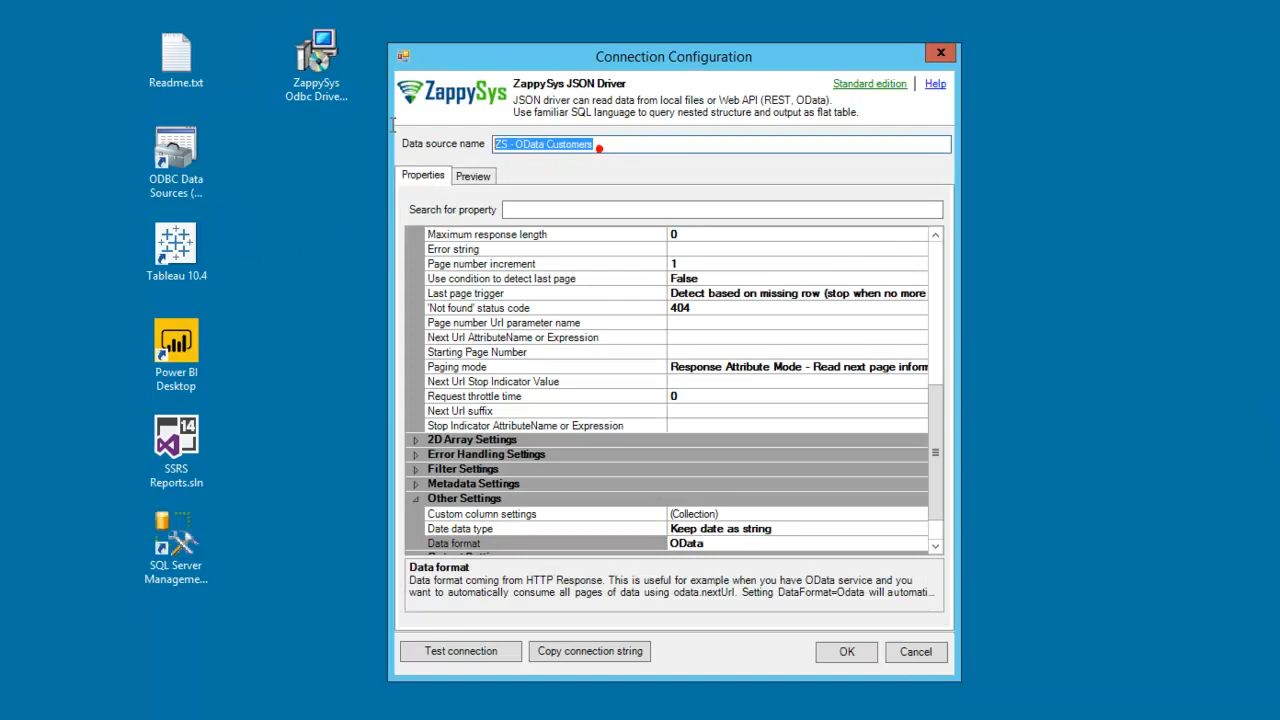 Readme.txt
ZappySys
Odbc Drive...
ODBC Data
Sources (...
Tableau 10.4
Power BI
Desktop
14
SSRS
Reports.sln
SQL Server
Manageme...
Connection Configuration
x
ZappySys
ZappySys JSON Driver
Standard edition
Help
JSON driver can read data from local files or Web API (REST, OData).
Use familiar SQL language to query nested structure and output as flat table.
Data source name ZS - OData Customers
Properties Preview
Search for property
Maximum response length 0
Error string
Page number increment 1
Use condition to detect last page False
Last page trigger Detect based on missing row (stop when no more
'Not found' status code 404
Page number Url parameter name
Next Url AttributeName or Expression
Starting Page Number
Paging mode Response Attribute Mode - Read next page inform
Next Url Stop Indicator Value
Request throttle time 0
Next Url suffix
Stop Indicator AttributeName or Expression
2D Array Settings
Error Handling Settings
Filter Settings
Metadata Settings
Other Settings
Custom column settings (Collection)
Date data type Keep date as string
Data format OData
Data format
Data format coming from HTTP Response. This is useful for example when you have OData service and you
want to automatically consume all pages of data using odata.nextUrl. Setting DataFormat=Odata will automati...
Test connection Copy connection string OK Cancel